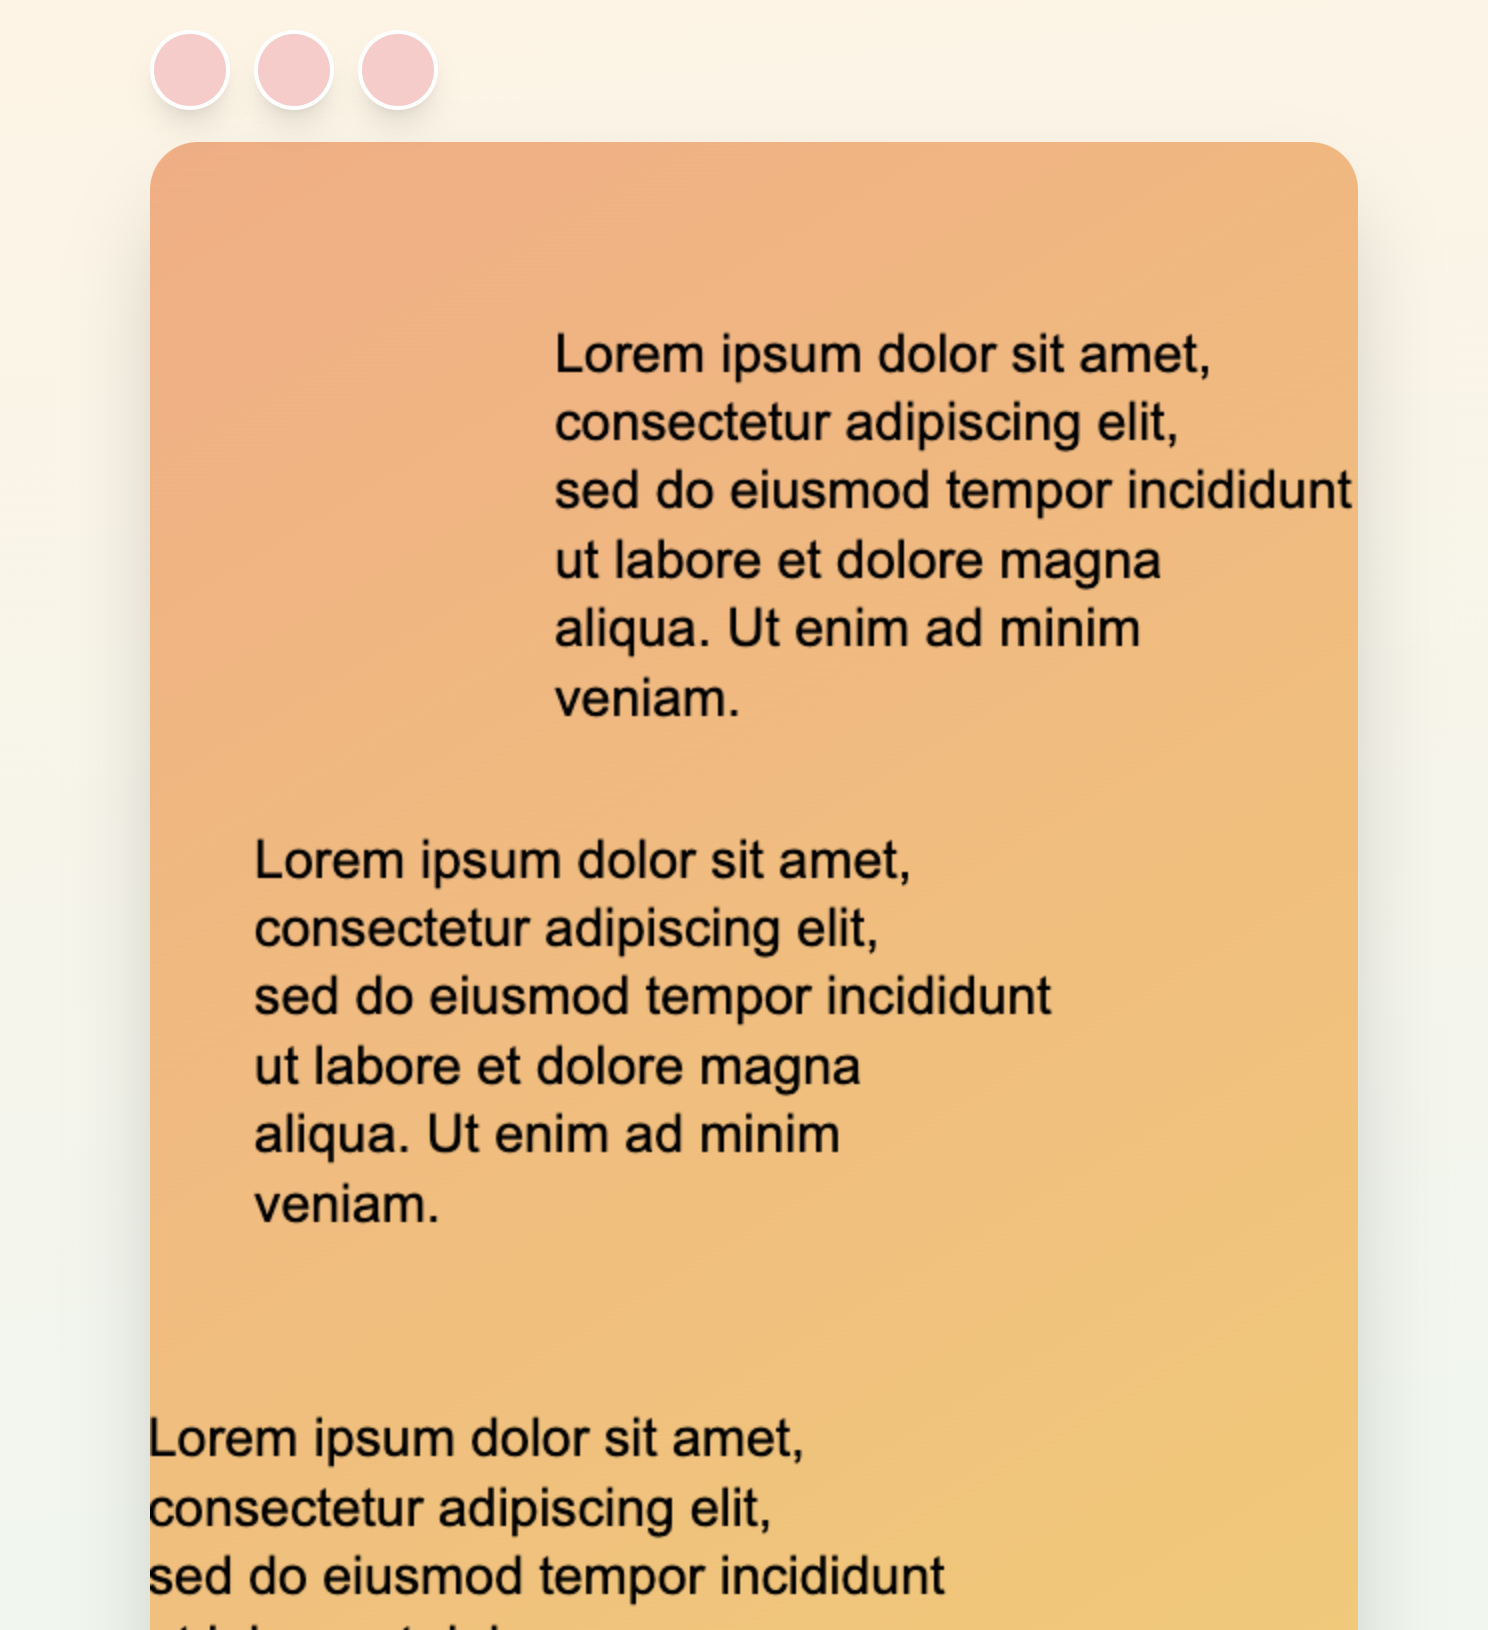 Lorem ipsum dolor sit amet,
consectetur adipiscing elit,
sed do eiusmod tempor incididunt
ut labore et dolore magna
aliqua. Ut enim ad minim
veniam.
Lorem ipsum dolor sit amet,
consectetur adipiscing elit,
sed do eiusmod tempor incididunt
ut labore et dolore magna
aliqua. Ut enim ad minim
veniam.
Lorem ipsum dolor sit amet,
consectetur adipiscing elit,
sed do eiusmod tempor incididunt